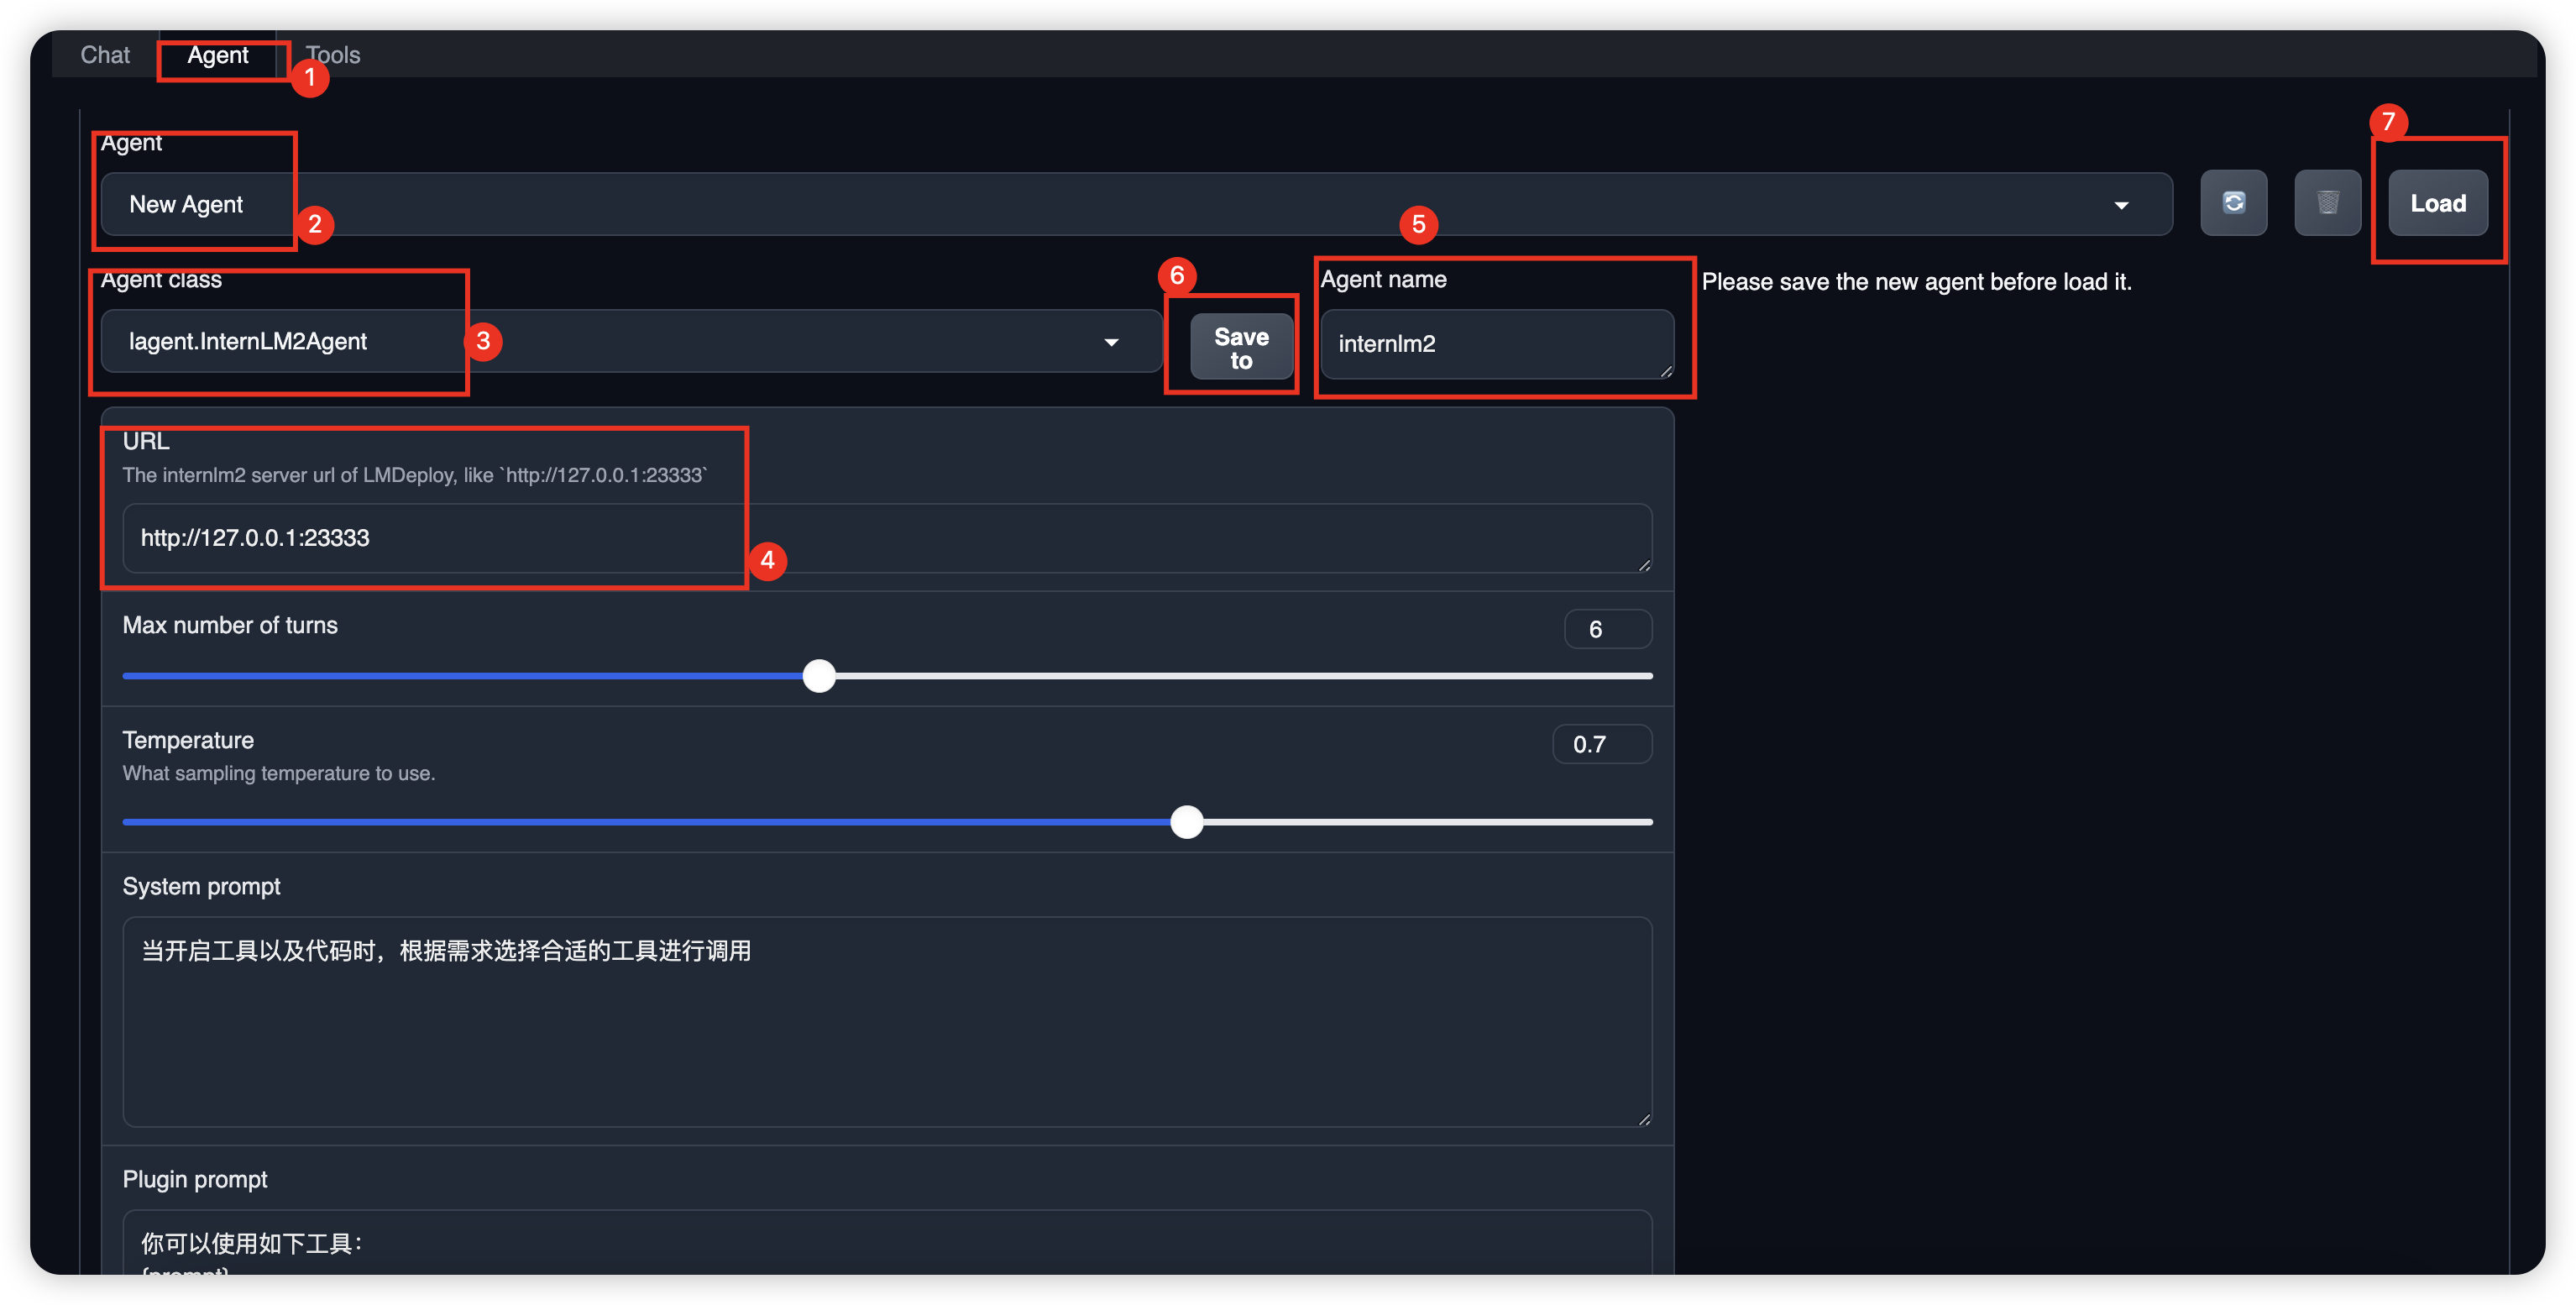 Chat
Agent
Tools
1
Agent
New Agent
2
Load
7
Agent class
lagent.InternLM2Agent
3
6
Save
to
5
Agent name
internlm2
Please save the new agent before load it.
URL
The internlm2 server url of LMDeploy, like `http://127.0.0.1:23333`
http://127.0.0.1:23333
4
Max number of turns
6
Temperature
0.7
What sampling temperature to use.
System prompt
当开启工具以及代码时，根据需求选择合适的工具进行调用
Plugin prompt
你可以使用如下工具：
{prompt}